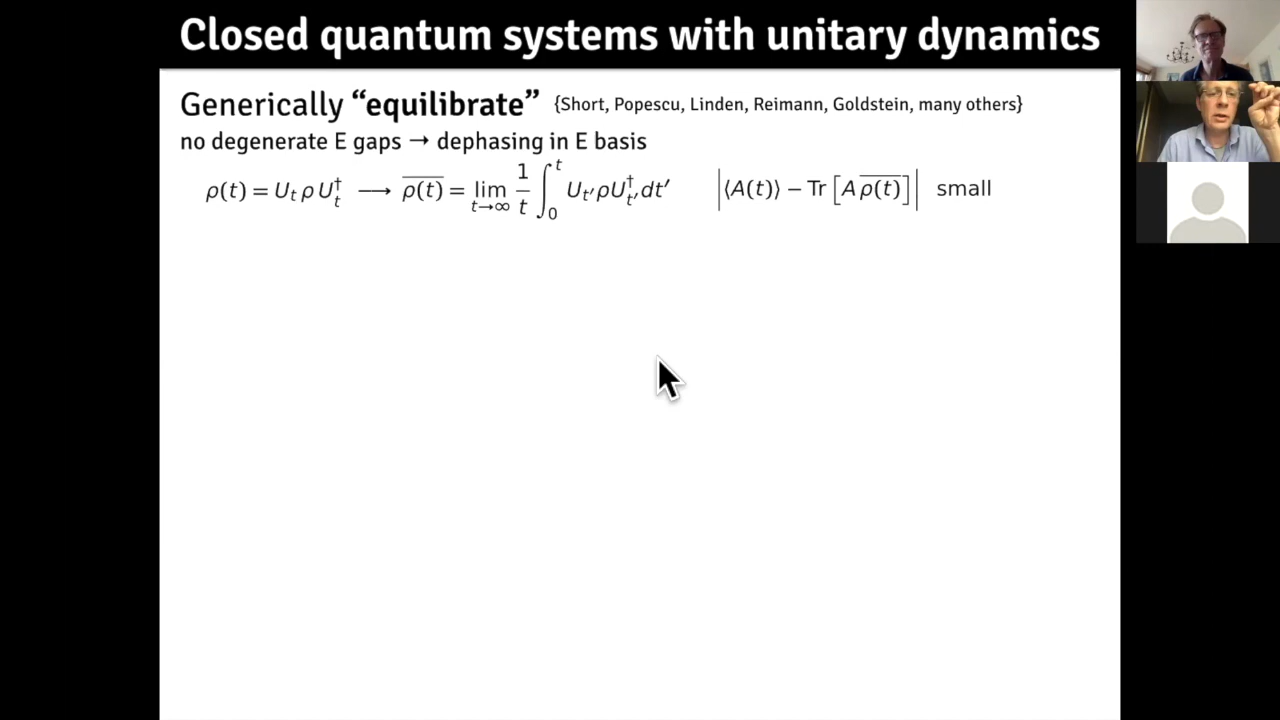 Closed quantum systems with unitary dynamics
Generically “equilibrate” {Short, Popescu, Linden, Reimann, Goldstein, many others}
no degenerate E gaps → dephasing in E basis
ρ(t) = U_t ρ U_t^† ⟶ \overline{ρ(t)} = lim_{t→∞} \frac{1}{t} ∫_0^t U_{t′} ρ U_{t′}^† dt′   |⟨A(t)⟩ − Tr [A \overline{ρ(t)}]| small